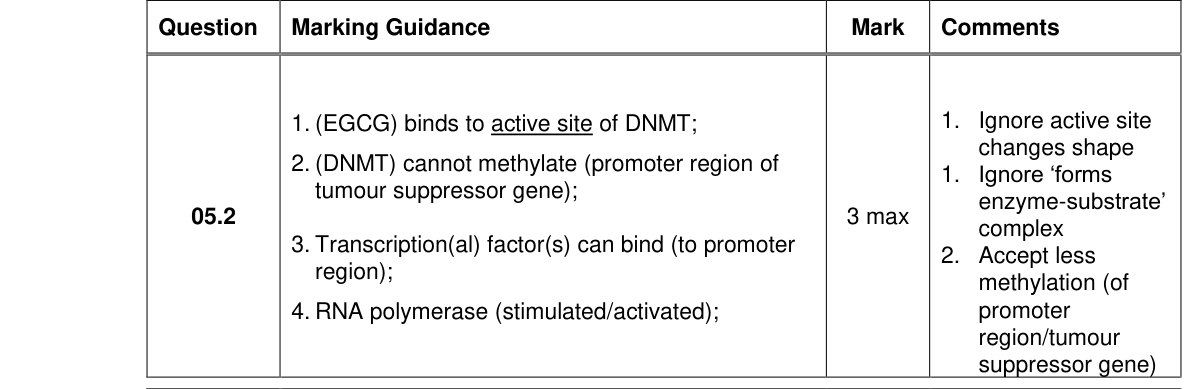 Question Marking Guidance Mark Comments
05.2
1. (EGCG) binds to active site of DNMT;
2. (DNMT) cannot methylate (promoter region of
tumour suppressor gene);
3. Transcription(al) factor(s) can bind (to promoter
region);
4. RNA polymerase (stimulated/activated);
3 max
1. Ignore active site
changes shape
1. Ignore ‘forms
enzyme-substrate’
complex
2. Accept less
methylation (of
promoter
region/tumour
suppressor gene)